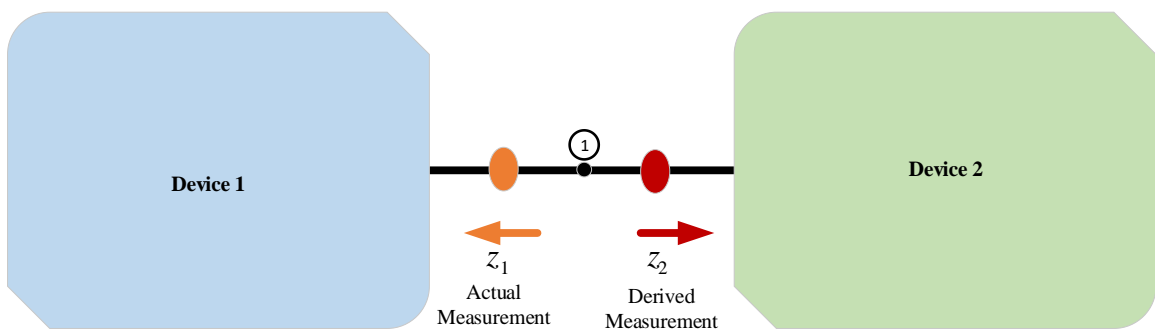 Device 1
1
Device 2
z1
z2
Actual
Measurement
Derived
Measurement